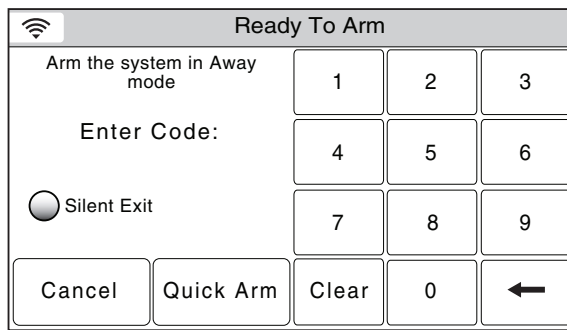 Ready To Arm
Arm the system in Away
mode
Enter Code:
Silent Exit
1 2 3
4 5 6
7 8 9
Cancel Quick Arm Clear 0